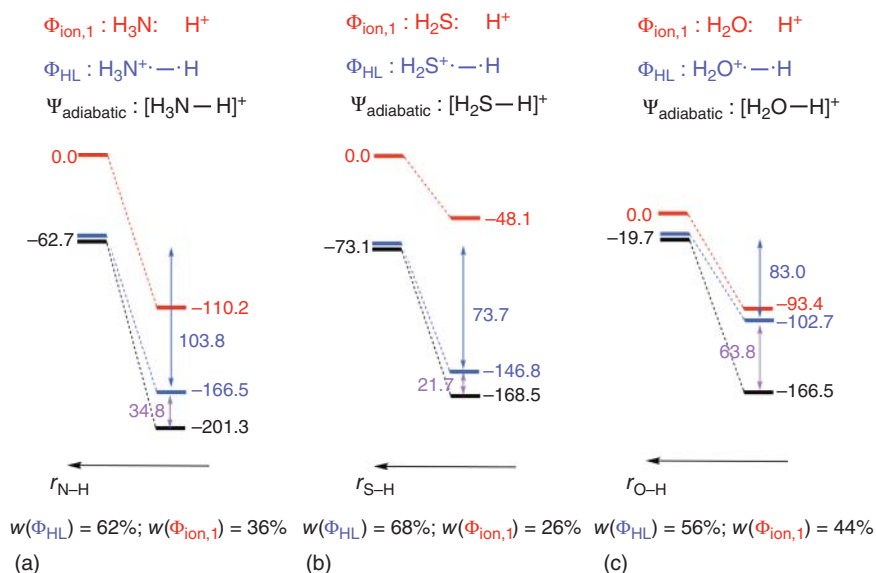 Φion,1 : H3N: H+
ΦHL : H3N+· — ·H
Ψadiabatic : [H3N — H]+
0.0
–62.7
–110.2
103.8
–166.5
34.8
–201.3
rN–H
w(ΦHL) = 62%; w(Φion,1) = 36%
(a)
Φion,1 : H2S: H+
ΦHL : H2S+· — ·H
Ψadiabatic : [H2S — H]+
0.0
–48.1
–73.1
73.7
–146.8
21.7
–168.5
rS–H
w(ΦHL) = 68%; w(Φion,1) = 26%
(b)
Φion,1 : H2O: H+
ΦHL : H2O+· — ·H
Ψadiabatic : [H2O — H]+
0.0
–19.7
83.0
–93.4
–102.7
63.8
–166.5
rO–H
w(ΦHL) = 56%; w(Φion,1) = 44%
(c)